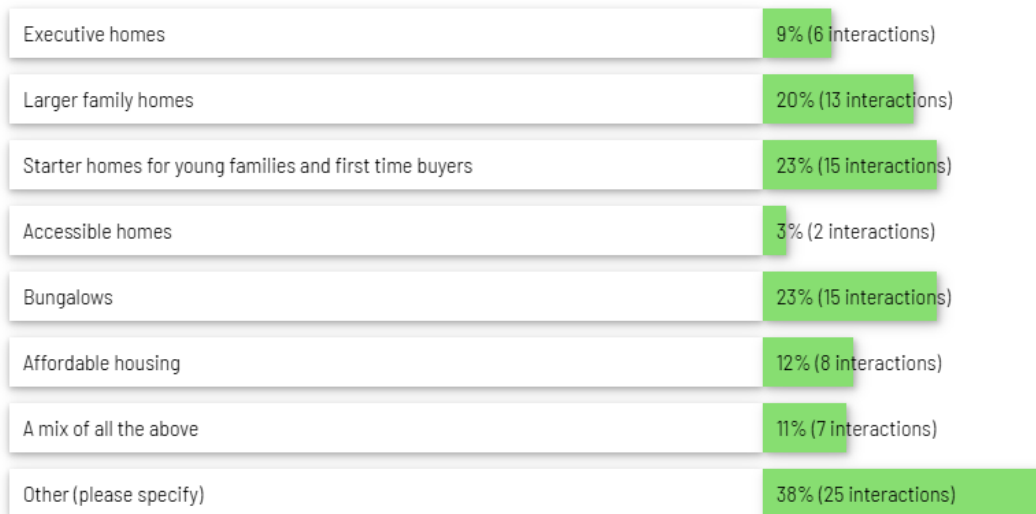 Executive homes 9% (6 interactions)
Larger family homes 20% (13 interactions)
Starter homes for young families and first time buyers 23% (15 interactions)
Accessible homes 3% (2 interactions)
Bungalows 23% (15 interactions)
Affordable housing 12% (8 interactions)
A mix of all the above 11% (7 interactions)
Other (please specify) 38% (25 interactions)